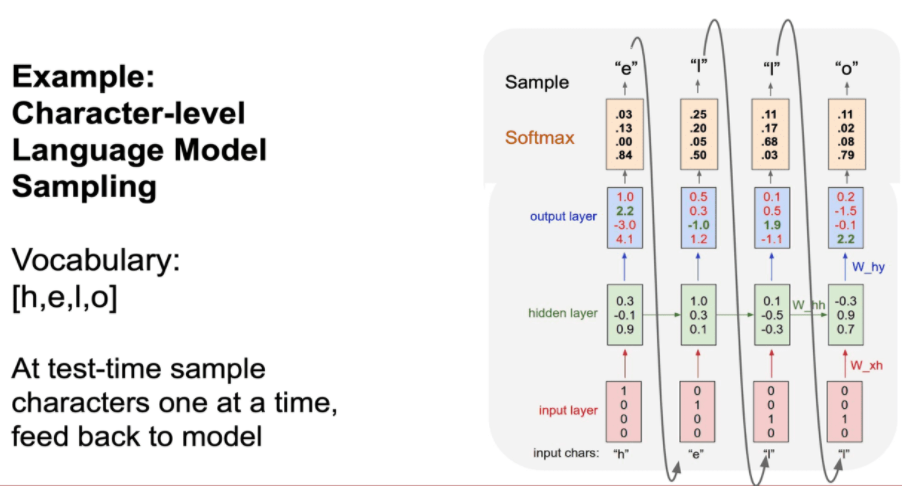 Example:
Character-level
Language Model
Sampling
Vocabulary:
[h,e,l,o]
At test-time sample
characters one at a time,
feed back to model
Sample “e” “l” “l” “o”
Softmax
.03 .25 .11 .11
.13 .20 .17 .02
.00 .05 .68 .08
.84 .50 .03 .79
output layer
1.0 0.5 0.1 0.2
2.2 0.3 0.5 -1.5
-3.0 -1.0 1.9 -0.1
4.1 1.2 -1.1 2.2
W_hy
hidden layer
0.3 1.0 0.1 -0.3
-0.1 0.3 -0.5 0.9
0.9 0.1 -0.3 0.7
W_hh
W_xh
input layer
1 0 0 0
0 1 0 0
0 0 1 1
0 0 0 0
input chars: “h” “e” “l” “l”